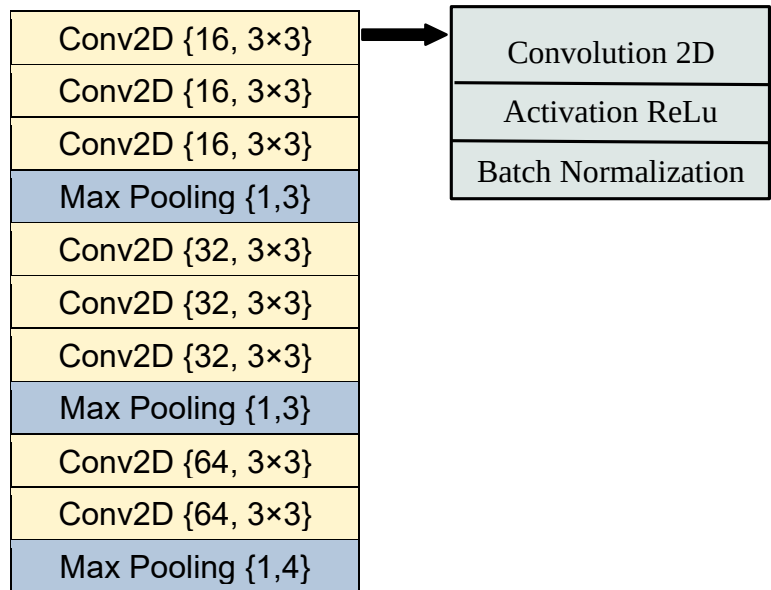 Conv2D {16, 3×3}
Conv2D {16, 3×3}
Conv2D {16, 3×3}
Max Pooling {1,3}
Conv2D {32, 3×3}
Conv2D {32, 3×3}
Conv2D {32, 3×3}
Max Pooling {1,3}
Conv2D {64, 3×3}
Conv2D {64, 3×3}
Max Pooling {1,4}
Convolution 2D
Activation ReLu
Batch Normalization